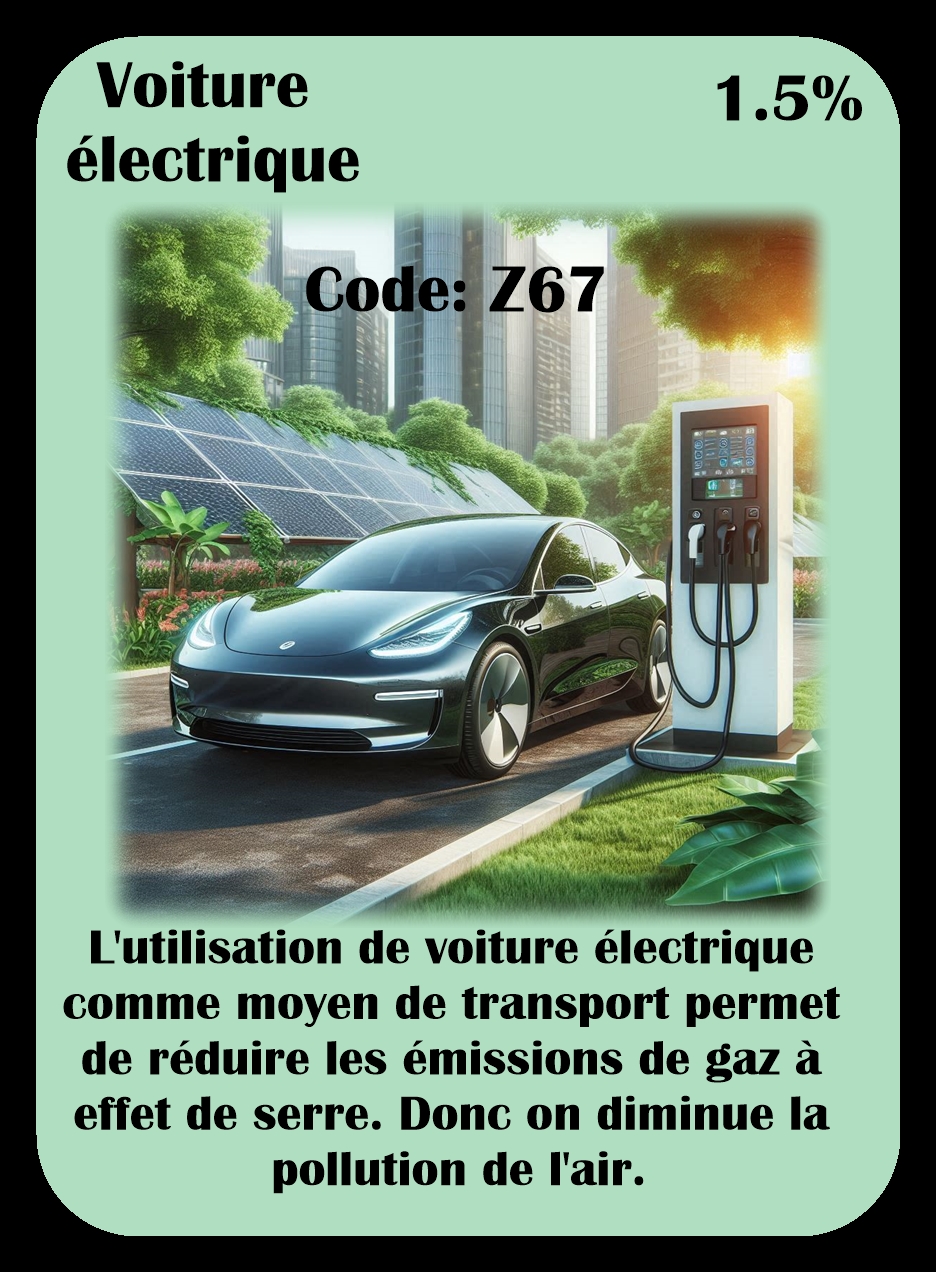 Voiture
électrique
1.5%
Code: Z67
L'utilisation de voiture électrique
comme moyen de transport permet
de réduire les émissions de gaz à
effet de serre. Donc on diminue la
pollution de l'air.